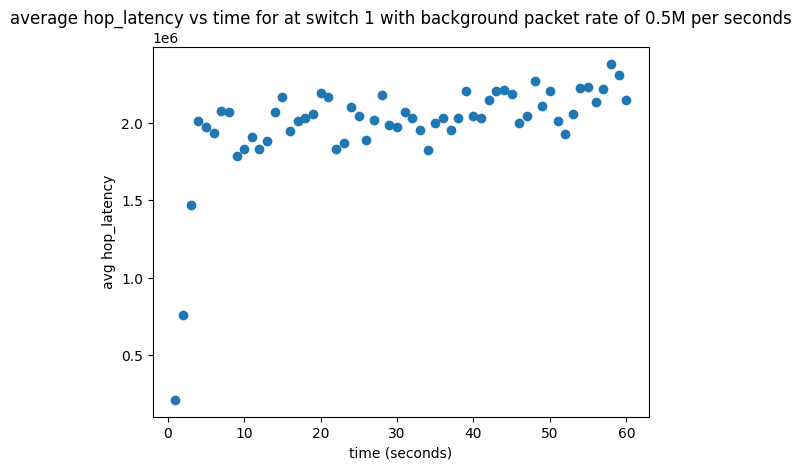 average hop_latency vs time for at switch 1 with background packet rate of 0.5M per seconds
1e6
2.0
1.5
1.0
0.5
avg hop_latency
0 10 20 30 40 50 60
time (seconds)